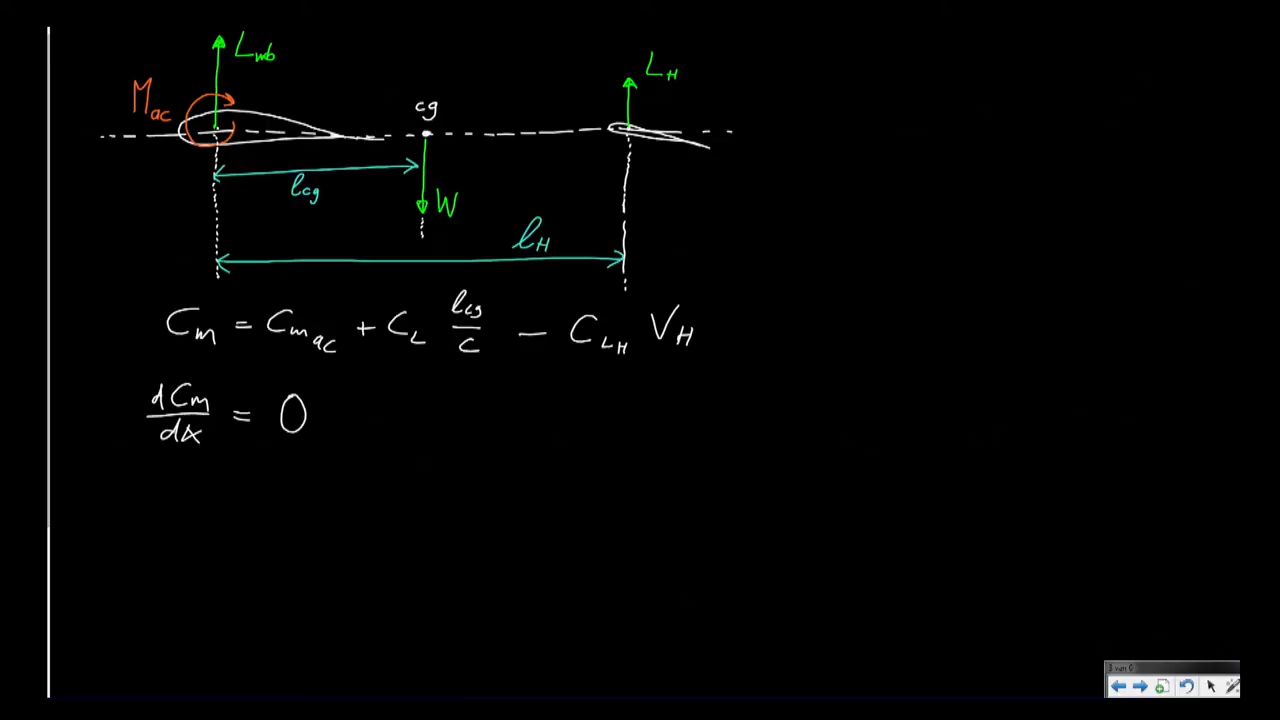 L_wb
L_H
M_ac
cg
l_cg
W
l_H
C_m = C_m_ac + C_L l_cg/c − C_L_H V_H
dC_m/dα = 0